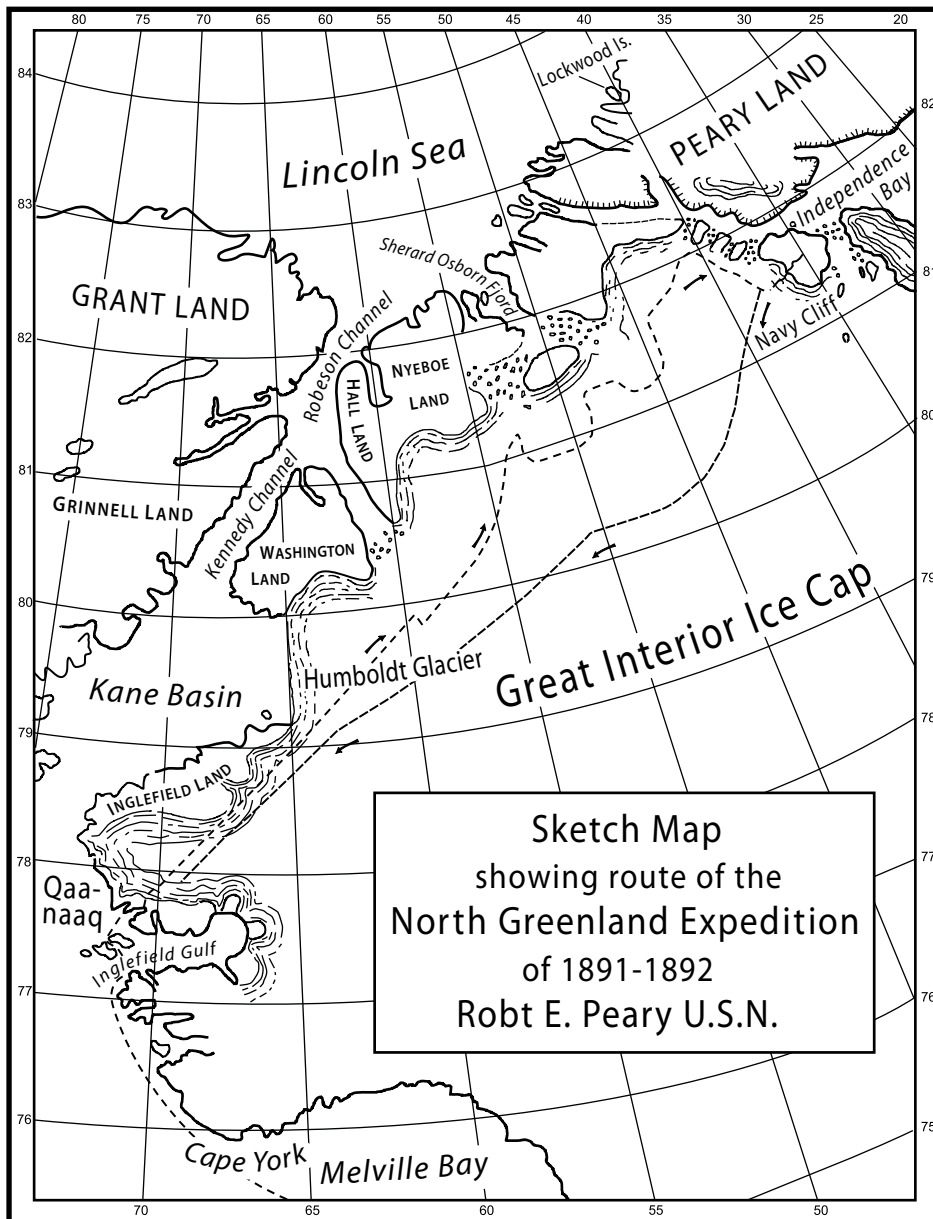 80 75 70 65 60 55 50 45 40 35 30 25 20
84
83
82
81
80
79
78
77
76
82
81
80
79
78
77
76
75
Lockwood Is.
PEARY LAND
Lincoln Sea
Independence
Bay
Sherard Osborn Fjord
GRANT LAND
Navy Cliff
Robeson Channel
NYEBOE
LAND
HALL LAND
Kennedy Channel
GRINNELL LAND
WASHINGTON
LAND
Great Interior Ice Cap
Humboldt Glacier
Kane Basin
INGLEFIELD LAND
Sketch Map
showing route of the
North Greenland Expedition
of 1891-1892
Robt E. Peary U.S.N.
Qaa-
naaq
Inglefield Gulf
Cape York
Melville Bay
70 65 60 55 50